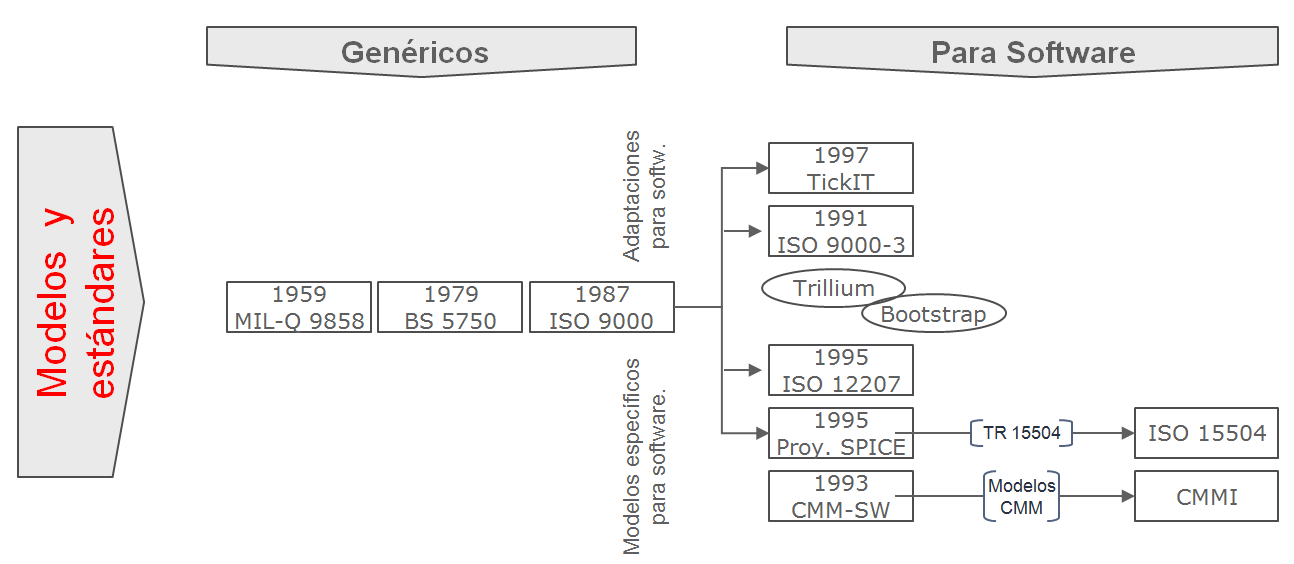 Genéricos
Para Software
Modelos y
estándares
Adaptaciones
para softw.
1997
TickIT
1991
ISO 9000-3
Trillium
Bootstrap
1959
MIL-Q 9858
1979
BS 5750
1987
ISO 9000
Modelos específicos
para software.
1995
ISO 12207
1995
Proy. SPICE
TR 15504
ISO 15504
1993
CMM-SW
Modelos
CMM
CMMI